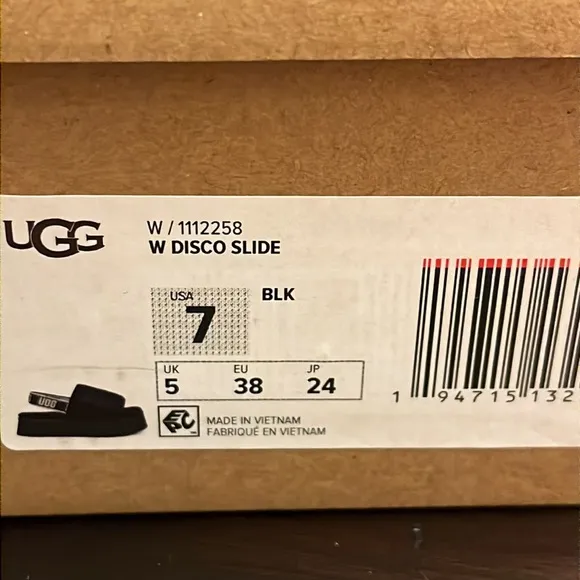 UGG
W / 1112258
W DISCO SLIDE
USA
7
BLK
UK EU JP
5 38 24
MADE IN VIETNAM
FABRIQUÉ EN VIETNAM
1 94715 132
UGG